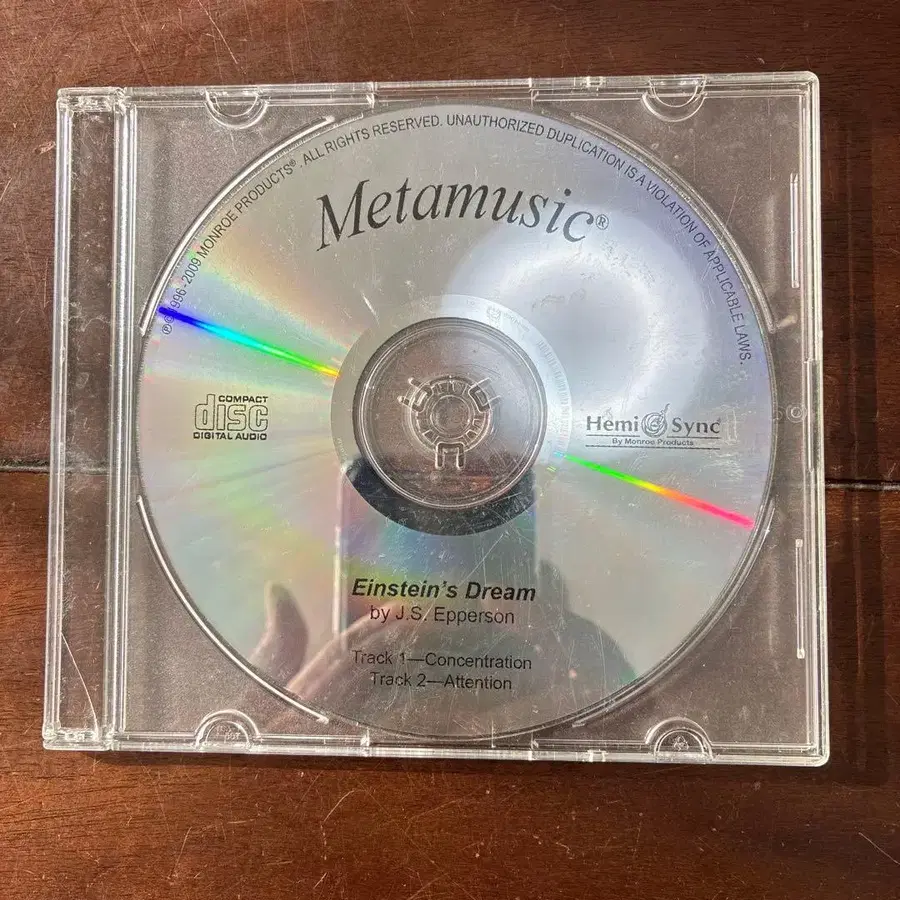 ℗©1996-2009 MONROE PRODUCTS® . ALL RIGHTS RESERVED. UNAUTHORIZED DUPLICATION IS A VIOLATION OF APPLICABLE LAWS.
Metamusic®
COMPACT
disc
DIGITAL AUDIO
Hemi Sync®
By Monroe Products
Einstein's Dream
by J.S. Epperson
Track 1—Concentration
Track 2—Attention